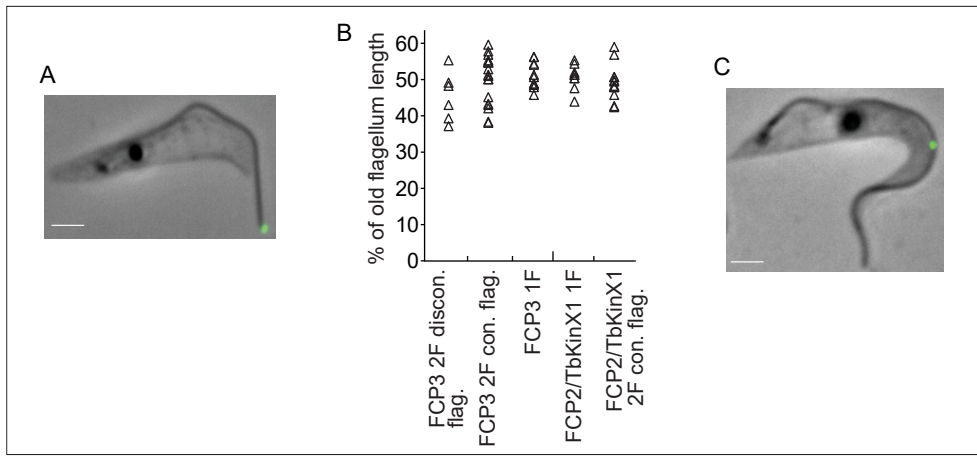 A
B
C
% of old flagellum length
60
50
40
30
20
10
0
FCP3 2F discon.
flag.
FCP3 2F con. flag.
FCP3 1F
FCP2/TbKinX1 1F
FCP2/TbKinX1
2F con. flag.